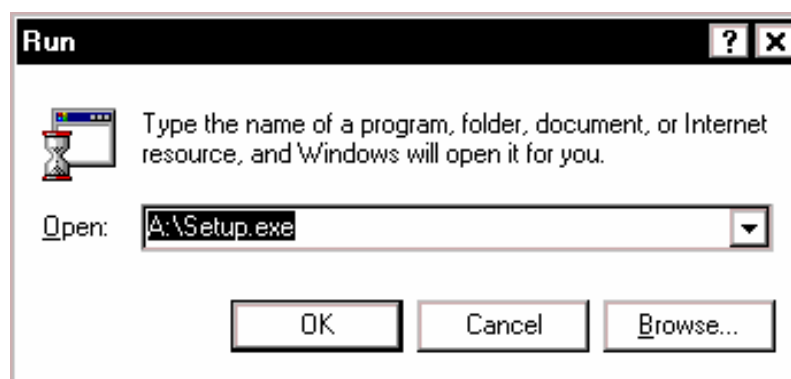 Run
Type the name of a program, folder, document, or Internet
resource, and Windows will open it for you.
Open: A:\Setup.exe
OK Cancel Browse...